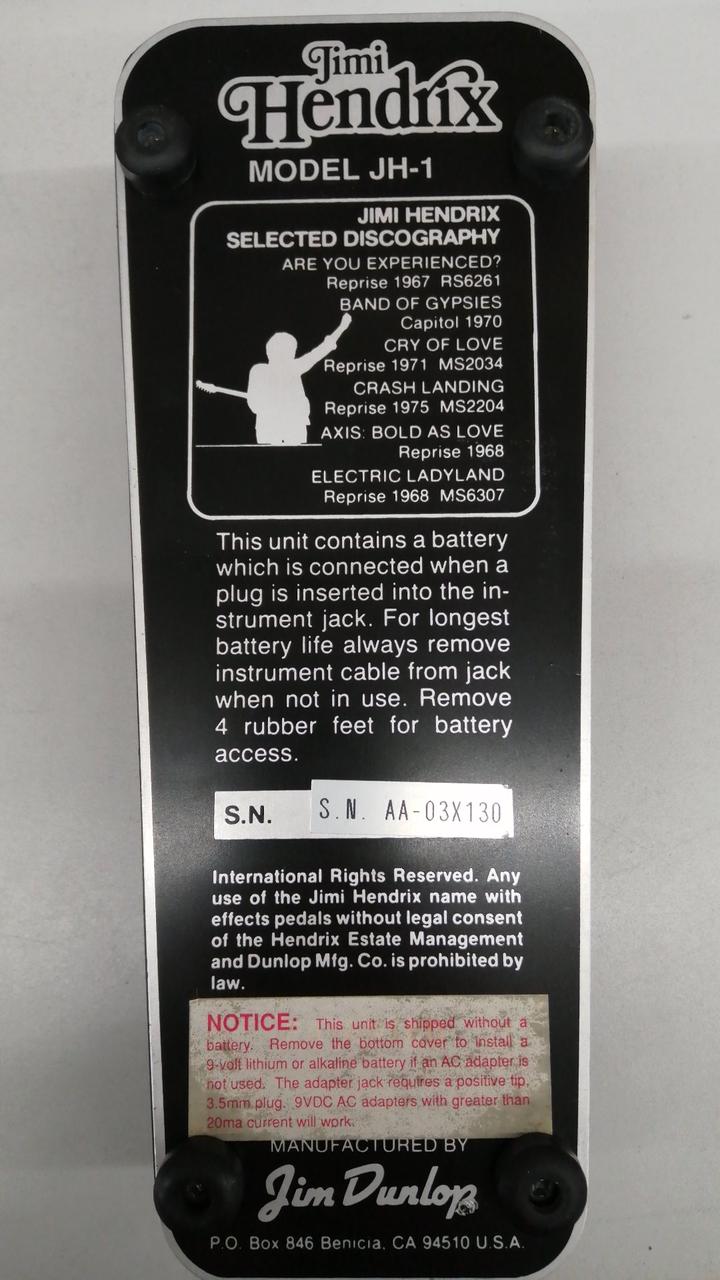 Jimi
Hendrix
MODEL JH-1
JIMI HENDRIX
SELECTED DISCOGRAPHY
ARE YOU EXPERIENCED?
Reprise 1967 RS6261
BAND OF GYPSIES
Capitol 1970
CRY OF LOVE
Reprise 1971 MS2034
CRASH LANDING
Reprise 1975 MS2204
AXIS: BOLD AS LOVE
Reprise 1968
ELECTRIC LADYLAND
Reprise 1968 MS6307
This unit contains a battery
which is connected when a
plug is inserted into the in-
strument jack. For longest
battery life always remove
instrument cable from jack
when not in use. Remove
4 rubber feet for battery
access.
S.N. S.N. AA-03X130
International Rights Reserved. Any
use of the Jimi Hendrix name with
effects pedals without legal consent
of the Hendrix Estate Management
and Dunlop Mfg. Co. is prohibited by
law.
NOTICE: This unit is shipped without a
battery. Remove the bottom cover to install a
9-volt lithium or alkaline battery if an AC adapter is
not used. The adapter jack requires a positive tip,
3.5mm plug. 9VDC AC adapters with greater than
20ma current will work.
MANUFACTURED BY
Jim Dunlop
P.O. Box 846 Benicia, CA 94510 U.S.A.